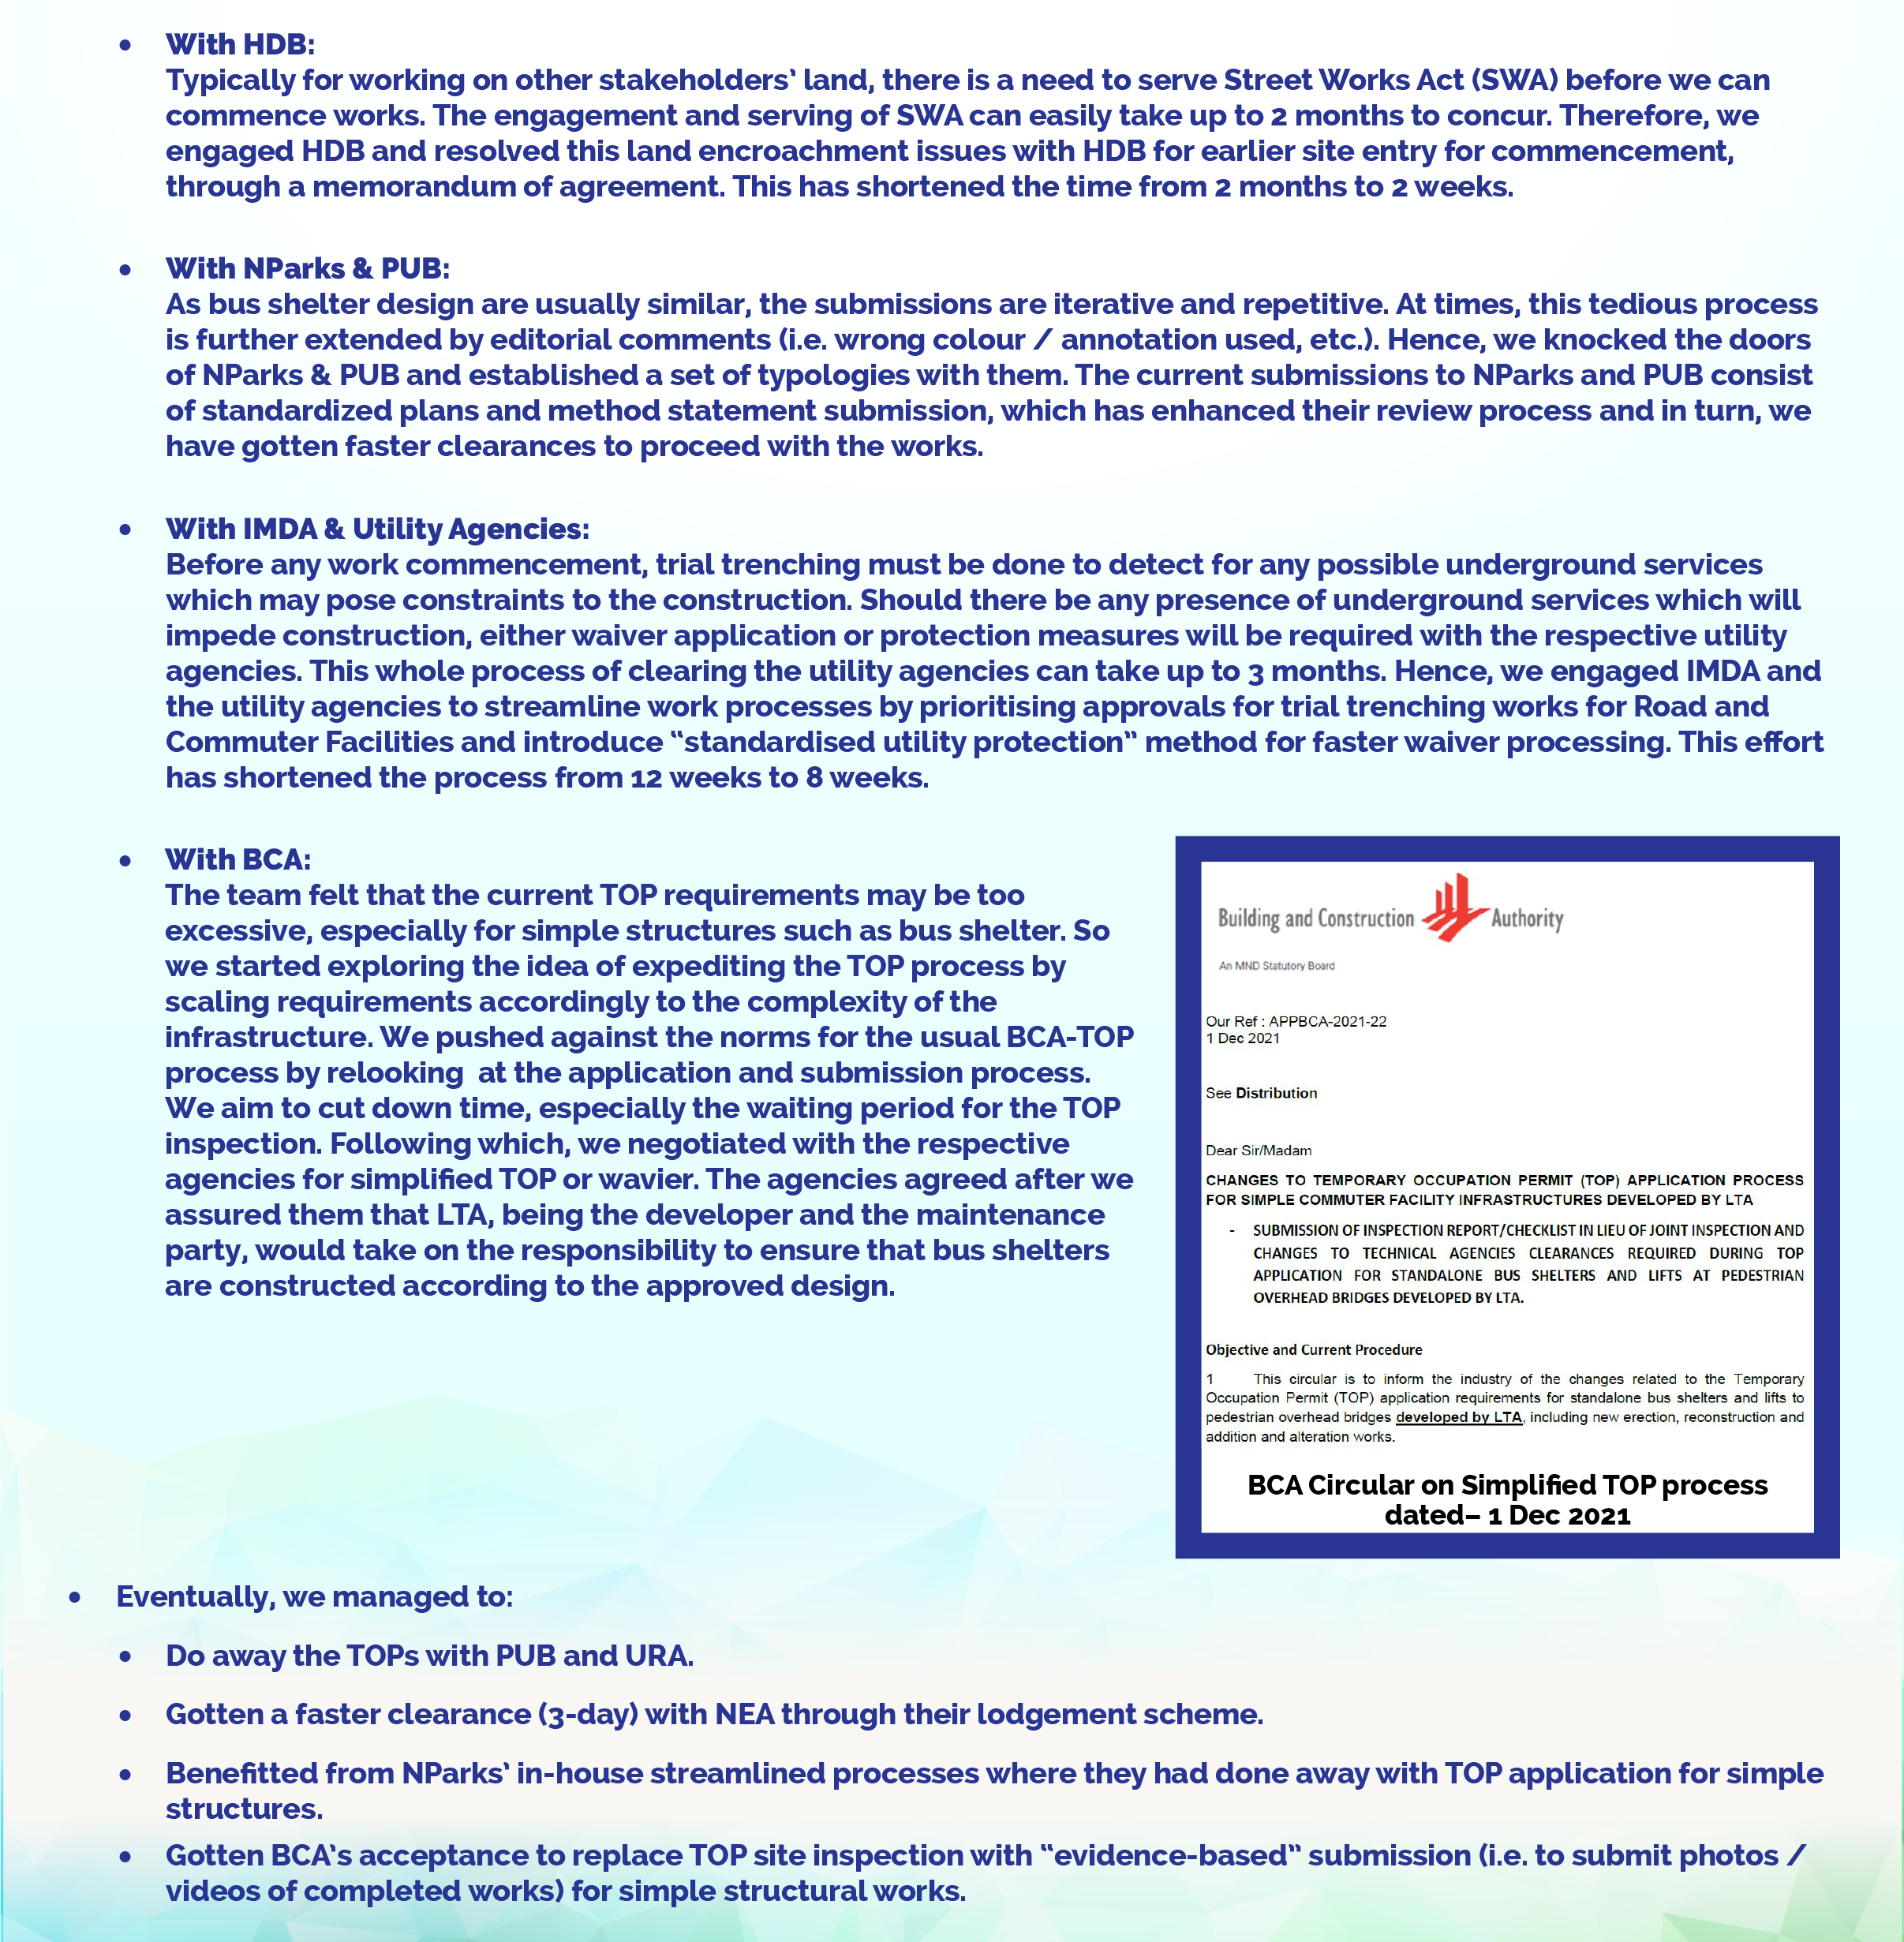 • With HDB:
Typically for working on other stakeholders' land, there is a need to serve Street Works Act (SWA) before we can
commence works. The engagement and serving of SWA can easily take up to 2 months to concur. Therefore, we
engaged HDB and resolved this land encroachment issues with HDB for earlier site entry for commencement,
through a memorandum of agreement. This has shortened the time from 2 months to 2 weeks.
• With NParks & PUB:
As bus shelter design are usually similar, the submissions are iterative and repetitive. At times, this tedious process
is further extended by editorial comments (i.e. wrong colour / annotation used, etc.). Hence, we knocked the doors
of NParks & PUB and established a set of typologies with them. The current submissions to NParks and PUB consist
of standardized plans and method statement submission, which has enhanced their review process and in turn, we
have gotten faster clearances to proceed with the works.
• With IMDA & Utility Agencies:
Before any work commencement, trial trenching must be done to detect for any possible underground services
which may pose constraints to the construction. Should there be any presence of underground services which will
impede construction, either waiver application or protection measures will be required with the respective utility
agencies. This whole process of clearing the utility agencies can take up to 3 months. Hence, we engaged IMDA and
the utility agencies to streamline work processes by prioritising approvals for trial trenching works for Road and
Commuter Facilities and introduce “standardised utility protection” method for faster waiver processing. This effort
has shortened the process from 12 weeks to 8 weeks.
• With BCA:
The team felt that the current TOP requirements may be too
excessive, especially for simple structures such as bus shelter. So
we started exploring the idea of expediting the TOP process by
scaling requirements accordingly to the complexity of the
infrastructure. We pushed against the norms for the usual BCA-TOP
process by relooking  at the application and submission process.
We aim to cut down time, especially the waiting period for the TOP
inspection. Following which, we negotiated with the respective
agencies for simplified TOP or wavier. The agencies agreed after we
assured them that LTA, being the developer and the maintenance
party, would take on the responsibility to ensure that bus shelters
are constructed according to the approved design.
Building and Construction Authority
An MND Statutory Board
Our Ref : APPBCA-2021-22
1 Dec 2021
See Distribution
Dear Sir/Madam
CHANGES TO TEMPORARY OCCUPATION PERMIT (TOP) APPLICATION PROCESS
FOR SIMPLE COMMUTER FACILITY INFRASTRUCTURES DEVELOPED BY LTA
- SUBMISSION OF INSPECTION REPORT/CHECKLIST IN LIEU OF JOINT INSPECTION AND
CHANGES TO TECHNICAL AGENCIES CLEARANCES REQUIRED DURING TOP
APPLICATION FOR STANDALONE BUS SHELTERS AND LIFTS AT PEDESTRIAN
OVERHEAD BRIDGES DEVELOPED BY LTA.
Objective and Current Procedure
1 This circular is to inform the industry of the changes related to the Temporary
Occupation Permit (TOP) application requirements for standalone bus shelters and lifts to
pedestrian overhead bridges developed by LTA, including new erection, reconstruction and
addition and alteration works.
BCA Circular on Simplified TOP process
dated– 1 Dec 2021
• Eventually, we managed to:
• Do away the TOPs with PUB and URA.
• Gotten a faster clearance (3-day) with NEA through their lodgement scheme.
• Benefitted from NParks' in-house streamlined processes where they had done away with TOP application for simple
structures.
• Gotten BCA's acceptance to replace TOP site inspection with “evidence-based” submission (i.e. to submit photos /
videos of completed works) for simple structural works.